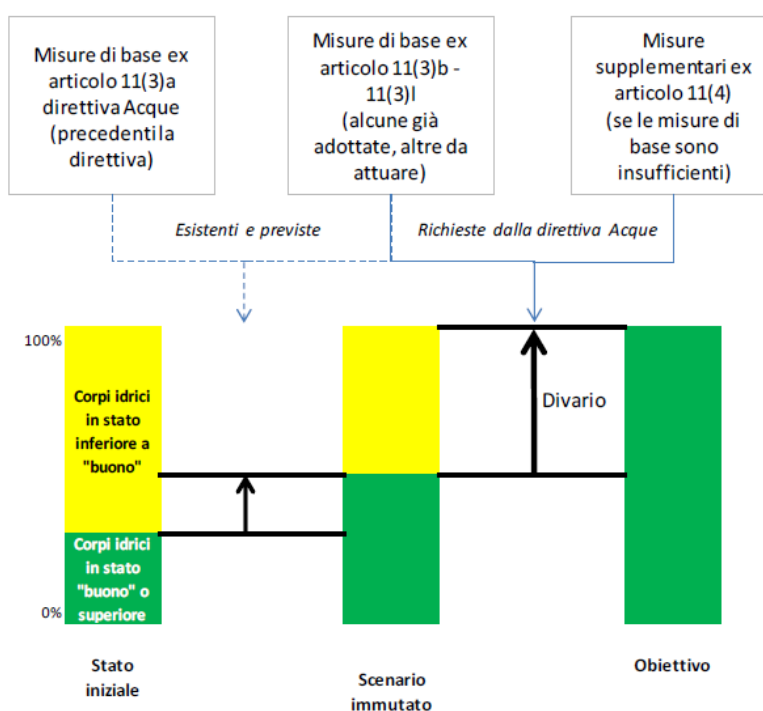 Misure di base ex
articolo 11(3)a
direttiva Acque
(precedenti la
direttiva)
Misure di base ex
articolo 11(3)b -
11(3)l
(alcune già
adottate, altre da
attuare)
Misure
supplementari ex
articolo 11(4)
(se le misure di
base sono
insufficienti)
Esistenti e previste
Richieste dalla direttiva Acque
100%
Corpi idrici
in stato
inferiore a
"buono"
Divario
Corpi idrici
in stato
"buono" o
superiore
0%
Stato
iniziale
Scenario
immutato
Obiettivo